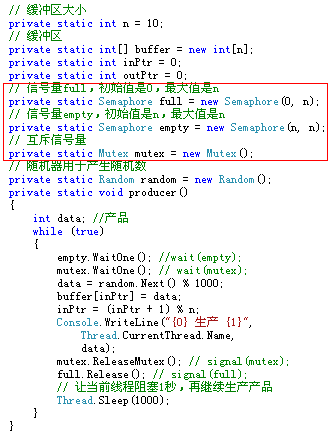 // 缓冲区大小
private static int n = 10;
// 缓冲区
private static int[] buffer = new int[n];
private static int inPtr = 0;
private static int outPtr = 0;
// 信号量full，初始值是0，最大值是n
private static Semaphore full = new Semaphore(0, n);
// 信号量empty，初始值是n，最大值是n
private static Semaphore empty = new Semaphore(n, n);
// 互斥信号量
private static Mutex mutex = new Mutex();
// 随机器用于产生随机数
private static Random random = new Random();
private static void producer()
{
    int data; //产品
    while (true)
    {
        empty.WaitOne(); //wait(empty);
        mutex.WaitOne(); // wait(mutex);
        data = random.Next() % 1000;
        buffer[inPtr] = data;
        inPtr = (inPtr + 1) % n;
        Console.WriteLine("{0} 生产 {1}",
            Thread.CurrentThread.Name,
            data);
        mutex.ReleaseMutex(); // signal(mutex);
        full.Release(); // signal(full);
        // 让当前线程阻塞1秒，再继续生产产品
        Thread.Sleep(1000);
    }
}